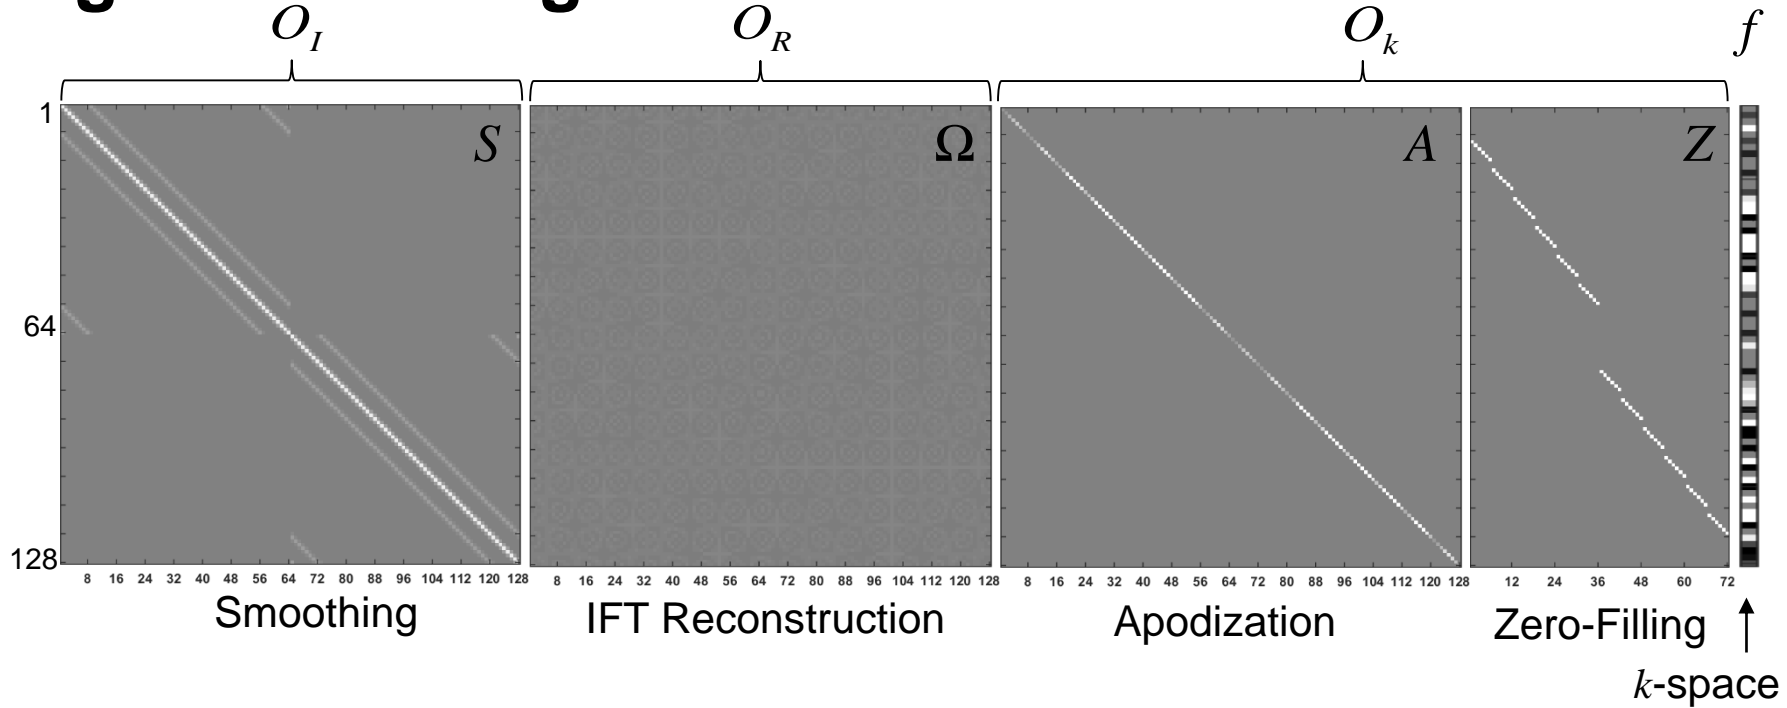 O_I O_R O_k f
S Ω A Z
1
64
128
8 16 24 32 40 48 56 64 72 80 88 96 104 112 120 128
8 16 24 32 40 48 56 64 72 80 88 96 104 112 120 128
8 16 24 32 40 48 56 64 72 80 88 96 104 112 120 128
12 24 36 48 60 72
Smoothing
IFT Reconstruction
Apodization
Zero-Filling
k-space